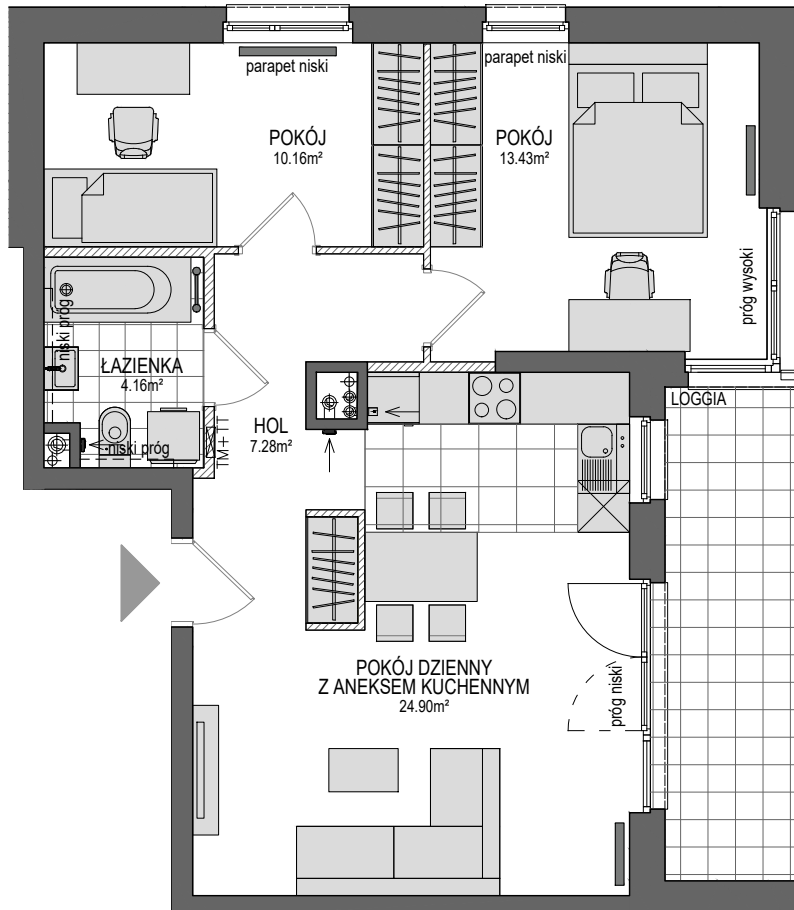 parapet niski
parapet niski
POKÓJ
10.16m²
POKÓJ
13.43m²
próg wysoki
niski próg
ŁAZIENKA
4.16m²
LOGGIA
HOL
7.28m²
TM+TT
niski próg
POKÓJ DZIENNY
Z ANEKSEM KUCHENNYM
24.90m²
próg niski